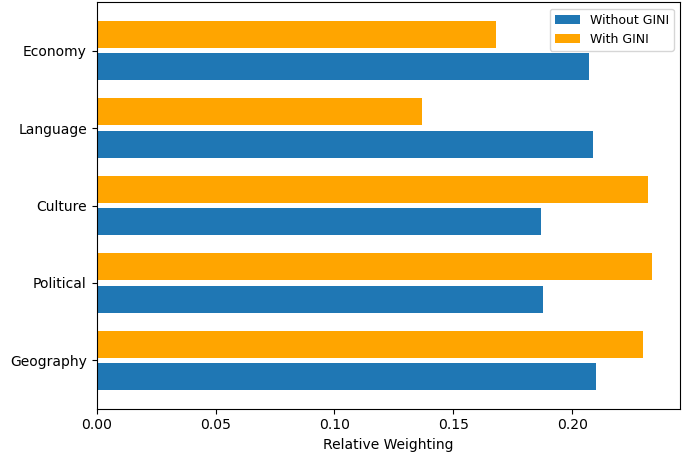 Without GINI
With GINI
Economy
Language
Culture
Political
Geography
0.00 0.05 0.10 0.15 0.20
Relative Weighting